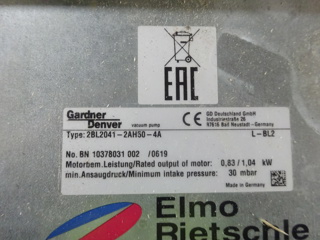 EAC
Gardner
Denver
vacuum pump
GD Deutschland GmbH
Industriestraße 26
97616 Bad Neustadt - Germany
Type: 2BL2041-2AH50-4A
L-BL2
No. BN 10378031 002 /0619
Motorbem.Leistung/Rated output of motor: 0,83/1,04 kW
min.Ansaugdruck/Minimum intake pressure: 30 mbar
Made in Germany
Elmo
Rietschle